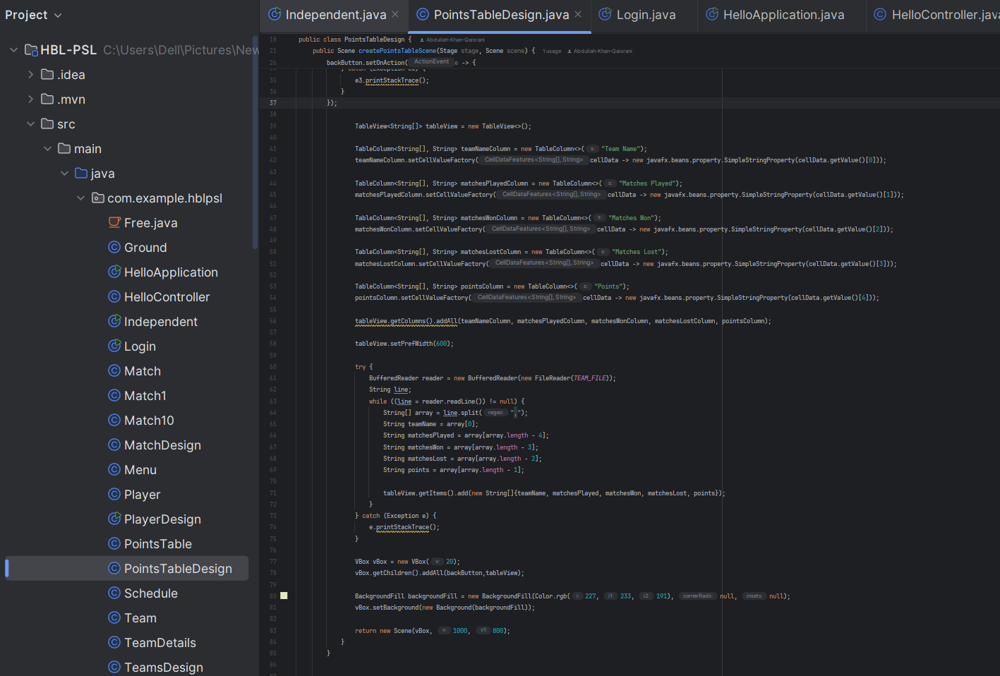 Project
HBL-PSL C:\Users\Dell\Pictures\New
.idea
.mvn
src
main
java
com.example.hblpsl
Free.java
Ground
HelloApplication
HelloController
Independent
Login
Match
Match1
Match10
MatchDesign
Menu
Player
PlayerDesign
PointsTable
PointsTableDesign
Schedule
Team
TeamDetails
TeamsDesign
Independent.java PointsTableDesign.java Login.java HelloApplication.java HelloController.java
18 public class PointsTableDesign { Abdullah-Khan-Qaisrani
21 public Scene createPointsTableScene(Stage stage, Scene scene) { 1 usage Abdullah-Khan-Qaisrani
26 backButton.setOnAction( ActionEvent e -> {
35 e3.printStackTrace();
36 }
37 });
38
39 TableView<String[]> tableView = new TableView<>();
40
41 TableColumn<String[], String> teamNameColumn = new TableColumn<>( s: "Team Name");
42 teamNameColumn.setCellValueFactory( CellDataFeatures<String[],String> cellData -> new javafx.beans.property.SimpleStringProperty(cellData.getValue()[0]));
43
44 TableColumn<String[], String> matchesPlayedColumn = new TableColumn<>( s: "Matches Played");
45 matchesPlayedColumn.setCellValueFactory( CellDataFeatures<String[],String> cellData -> new javafx.beans.property.SimpleStringProperty(cellData.getValue()[1]));
46
47 TableColumn<String[], String> matchesWonColumn = new TableColumn<>( s: "Matches Won");
48 matchesWonColumn.setCellValueFactory( CellDataFeatures<String[],String> cellData -> new javafx.beans.property.SimpleStringProperty(cellData.getValue()[2]));
49
50 TableColumn<String[], String> matchesLostColumn = new TableColumn<>( s: "Matches Lost");
51 matchesLostColumn.setCellValueFactory( CellDataFeatures<String[],String> cellData -> new javafx.beans.property.SimpleStringProperty(cellData.getValue()[3]));
52
53 TableColumn<String[], String> pointsColumn = new TableColumn<>( s: "Points");
54 pointsColumn.setCellValueFactory( CellDataFeatures<String[],String> cellData -> new javafx.beans.property.SimpleStringProperty(cellData.getValue()[4]));
55
56 tableView.getColumns().addAll(teamNameColumn, matchesPlayedColumn, matchesWonColumn, matchesLostColumn, pointsColumn);
57
58 tableView.setPrefWidth(600);
59
60 try {
61 BufferedReader reader = new BufferedReader(new FileReader(TEAM_FILE));
62 String line;
63 while ((line = reader.readLine()) != null) {
64 String[] array = line.split( regex: ",");
65 String teamName = array[0];
66 String matchesPlayed = array[array.length - 4];
67 String matchesWon = array[array.length - 3];
68 String matchesLost = array[array.length - 2];
69 String points = array[array.length - 1];
70
71 tableView.getItems().add(new String[]{teamName, matchesPlayed, matchesWon, matchesLost, points});
72 }
73 } catch (Exception e) {
74 e.printStackTrace();
75 }
76
77 VBox vBox = new VBox( v: 20);
78 vBox.getChildren().addAll(backButton,tableView);
79
80 BackgroundFill backgroundFill = new BackgroundFill(Color.rgb( i: 227, i1: 233, i2: 191), cornerRadii: null, insets: null);
81 vBox.setBackground(new Background(backgroundFill));
82
83 return new Scene(vBox, v: 1000, v1: 800);
84 }
85 }
86